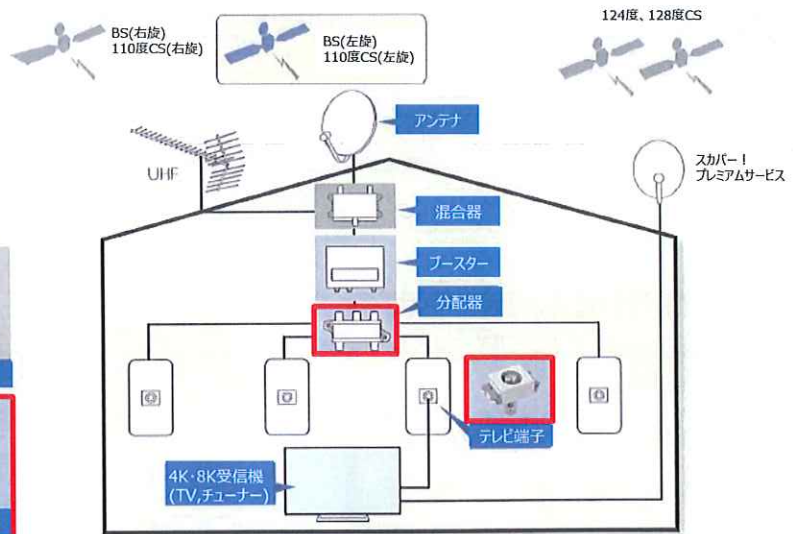 BS(右旋)
110度CS(右旋)
BS(左旋)
110度CS(左旋)
124度、128度CS
アンテナ
UHF
スカパー！
プレミアムサービス
混合器
ブースター
分配器
テレビ端子
4K・8K受信機
(TV,チューナー)